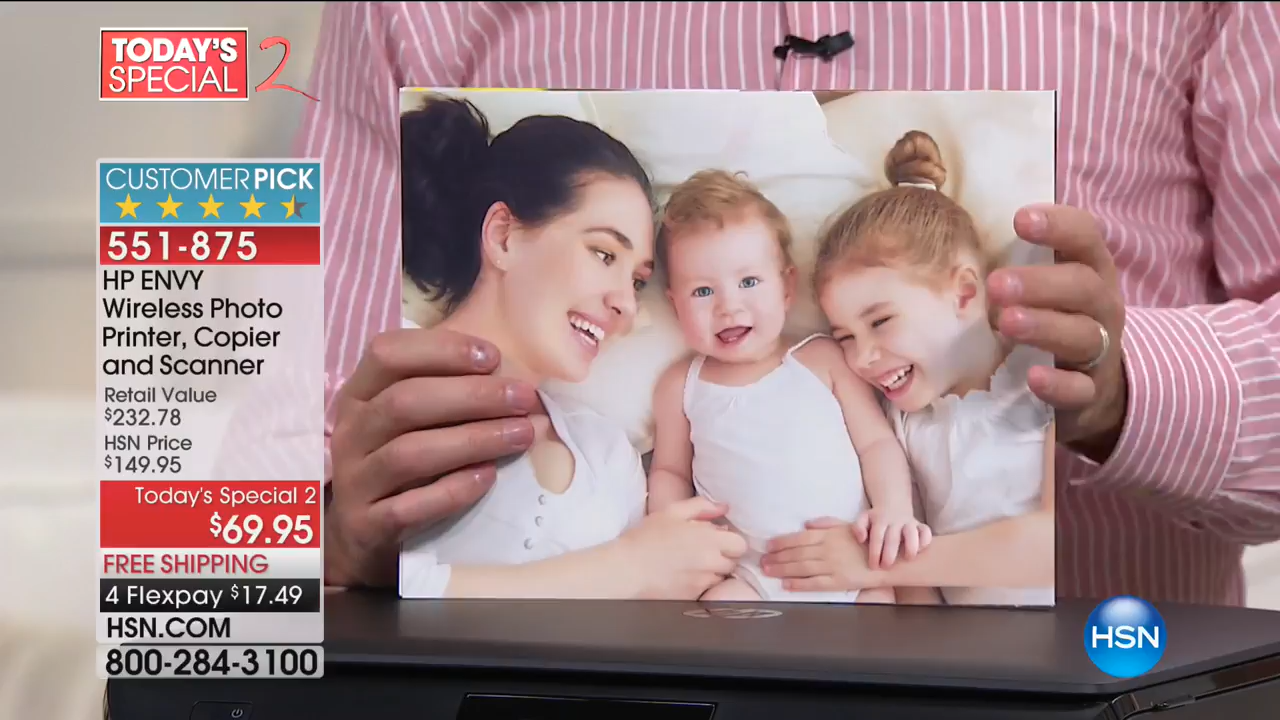 TODAY'S
SPECIAL 2
CUSTOMER PICK
551-875
HP ENVY
Wireless Photo
Printer, Copier
and Scanner
Retail Value
$232.78
HSN Price
$149.95
Today's Special 2
$69.95
FREE SHIPPING
4 Flexpay $17.49
HSN.COM
800-284-3100
hp
HSN